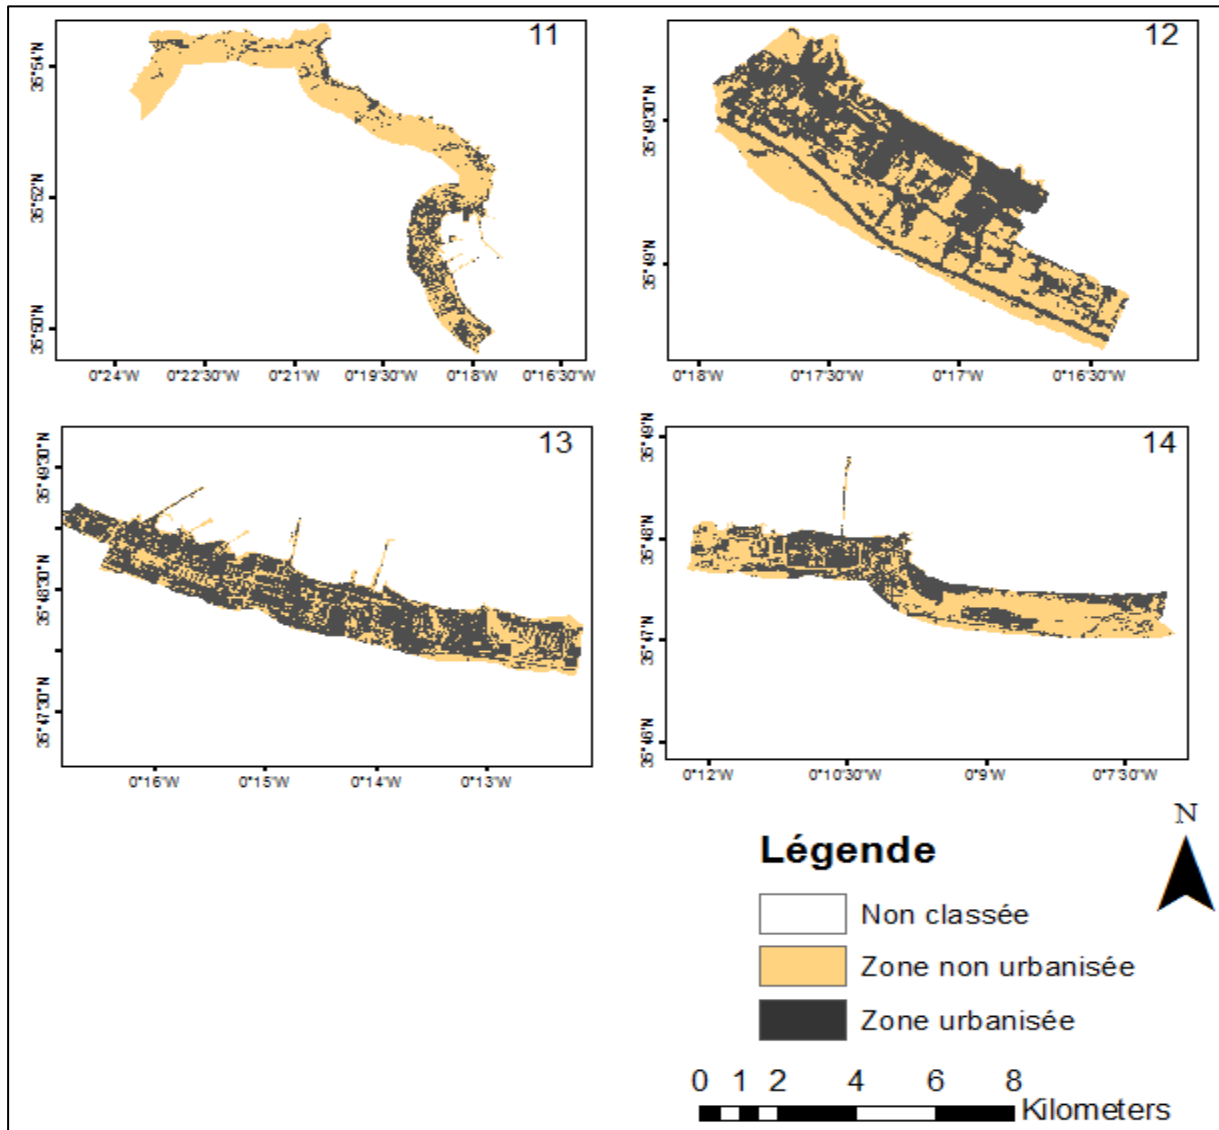 11
35°54'N
35°52'N
35°50'N
0°24'W 0°22'30"W 0°21'W 0°19'30"W 0°18'W 0°16'30"W
12
35°49'30"N
35°49'N
0°18'W 0°17'30"W 0°17'W 0°16'30"W
13
35°49'30"N
35°48'30"N
35°47'30"N
0°16'W 0°15'W 0°14'W 0°13'W
14
35°49'N
35°48'N
35°47'N
35°46'N
0°12'W 0°10'30"W 0°9'W 0°7'30"W
N
Légende
Non classée
Zone non urbanisée
Zone urbanisée
0 1 2 4 6 8
Kilometers